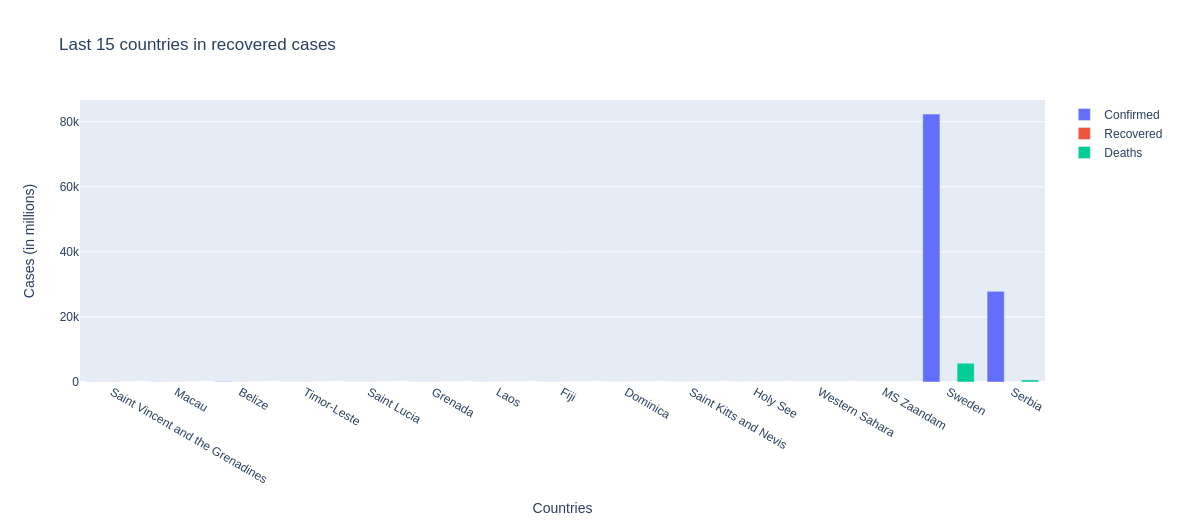 Last 15 countries in recovered cases
Confirmed
Recovered
Deaths
Cases (in millions)
80k
60k
40k
20k
0
Saint Vincent and the Grenadines
Macau
Belize
Timor-Leste
Saint Lucia
Grenada
Laos
Fiji
Dominica
Saint Kitts and Nevis
Holy See
Western Sahara
MS Zaandam
Sweden
Serbia
Countries